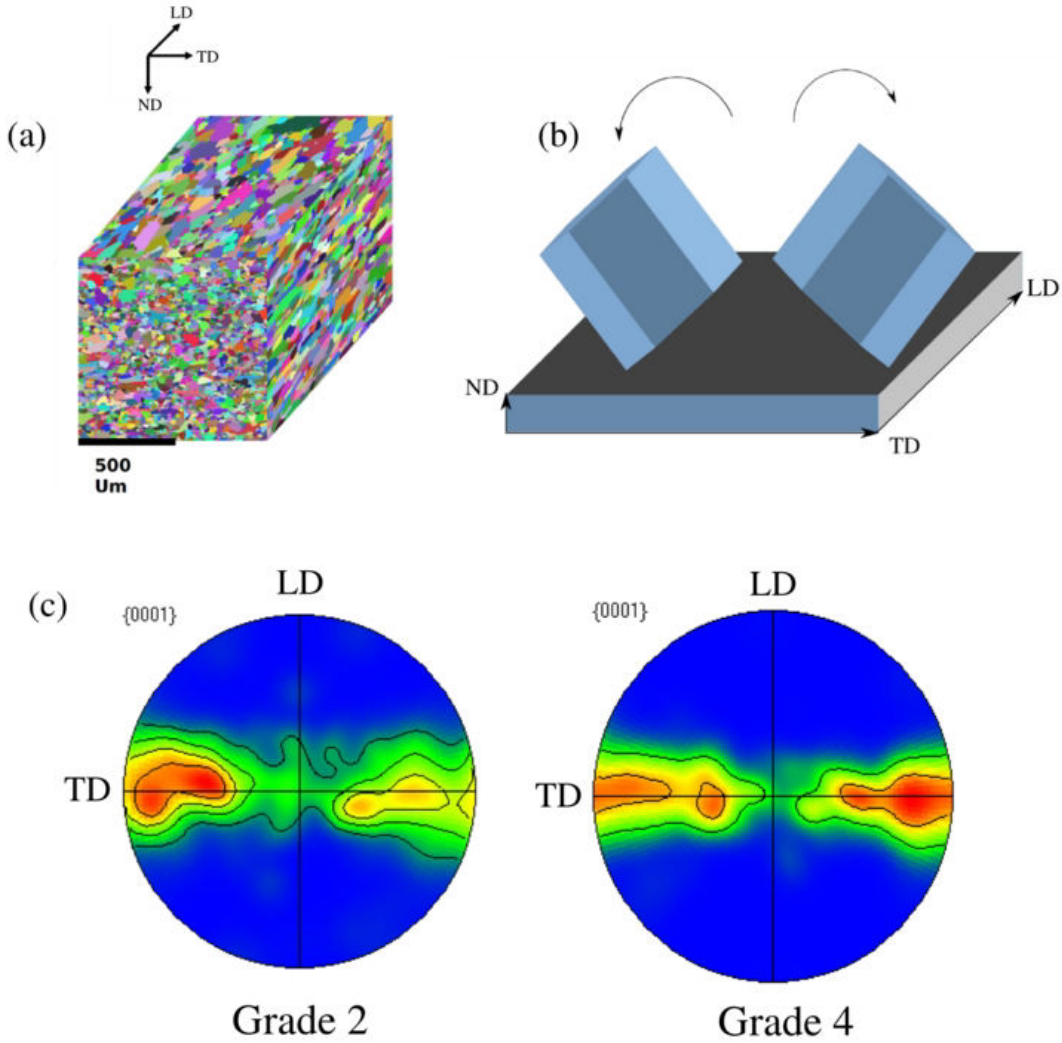 LD
TD
ND
(a)
500
Um
(b)
ND
LD
TD
(c)
LD
{0001}
TD
Grade 2
LD
{0001}
TD
Grade 4